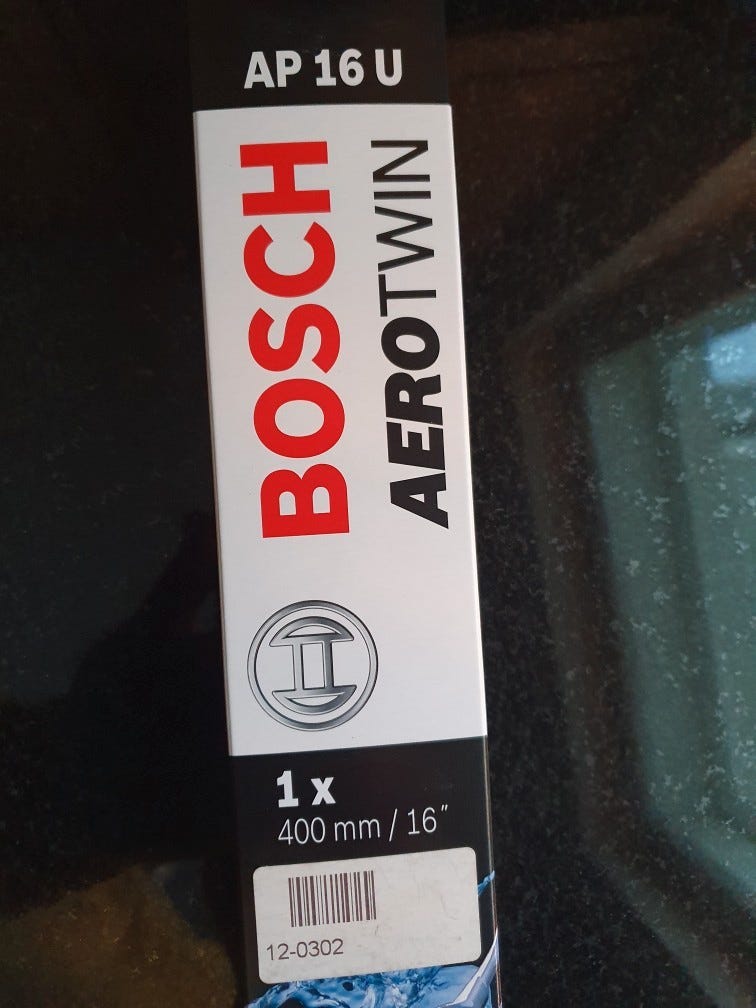 AP 16 U
BOSCH
AEROTWIN
1 x
400 mm / 16"
12-0302